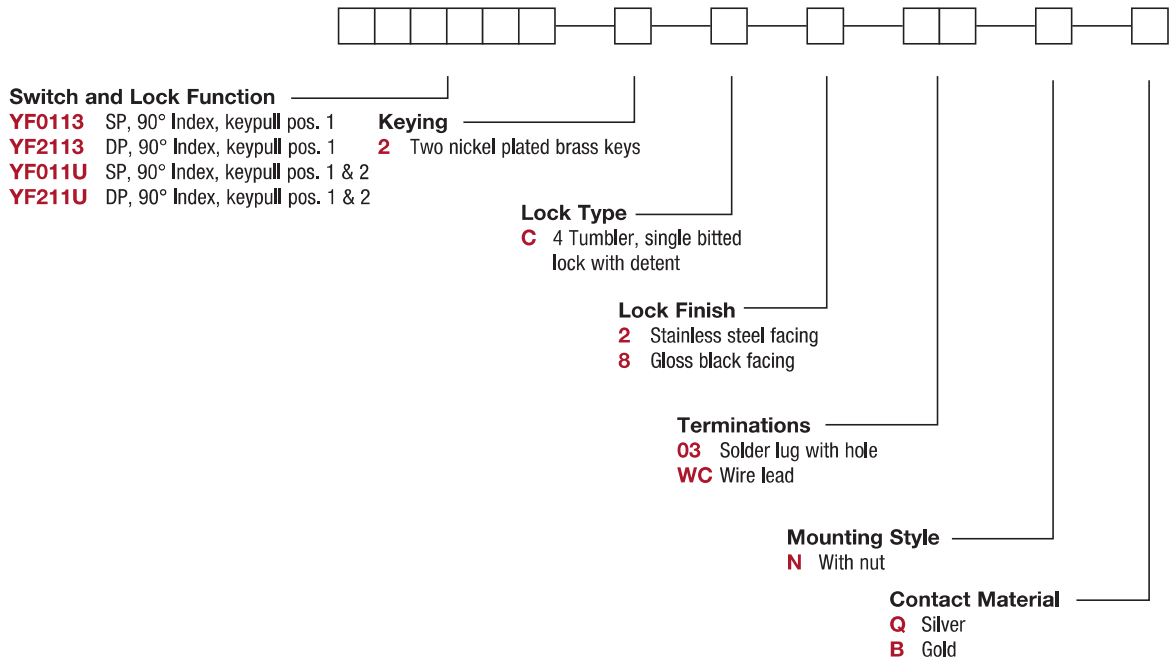 Switch and Lock Function
YF0113 SP, 90° Index, keypull pos. 1
YF2113 DP, 90° Index, keypull pos. 1
YF011U SP, 90° Index, keypull pos. 1 & 2
YF211U DP, 90° Index, keypull pos. 1 & 2
Keying
2 Two nickel plated brass keys
Lock Type
C 4 Tumbler, single bitted
lock with detent
Lock Finish
2 Stainless steel facing
8 Gloss black facing
Terminations
03 Solder lug with hole
WC Wire lead
Mounting Style
N With nut
Contact Material
Q Silver
B Gold